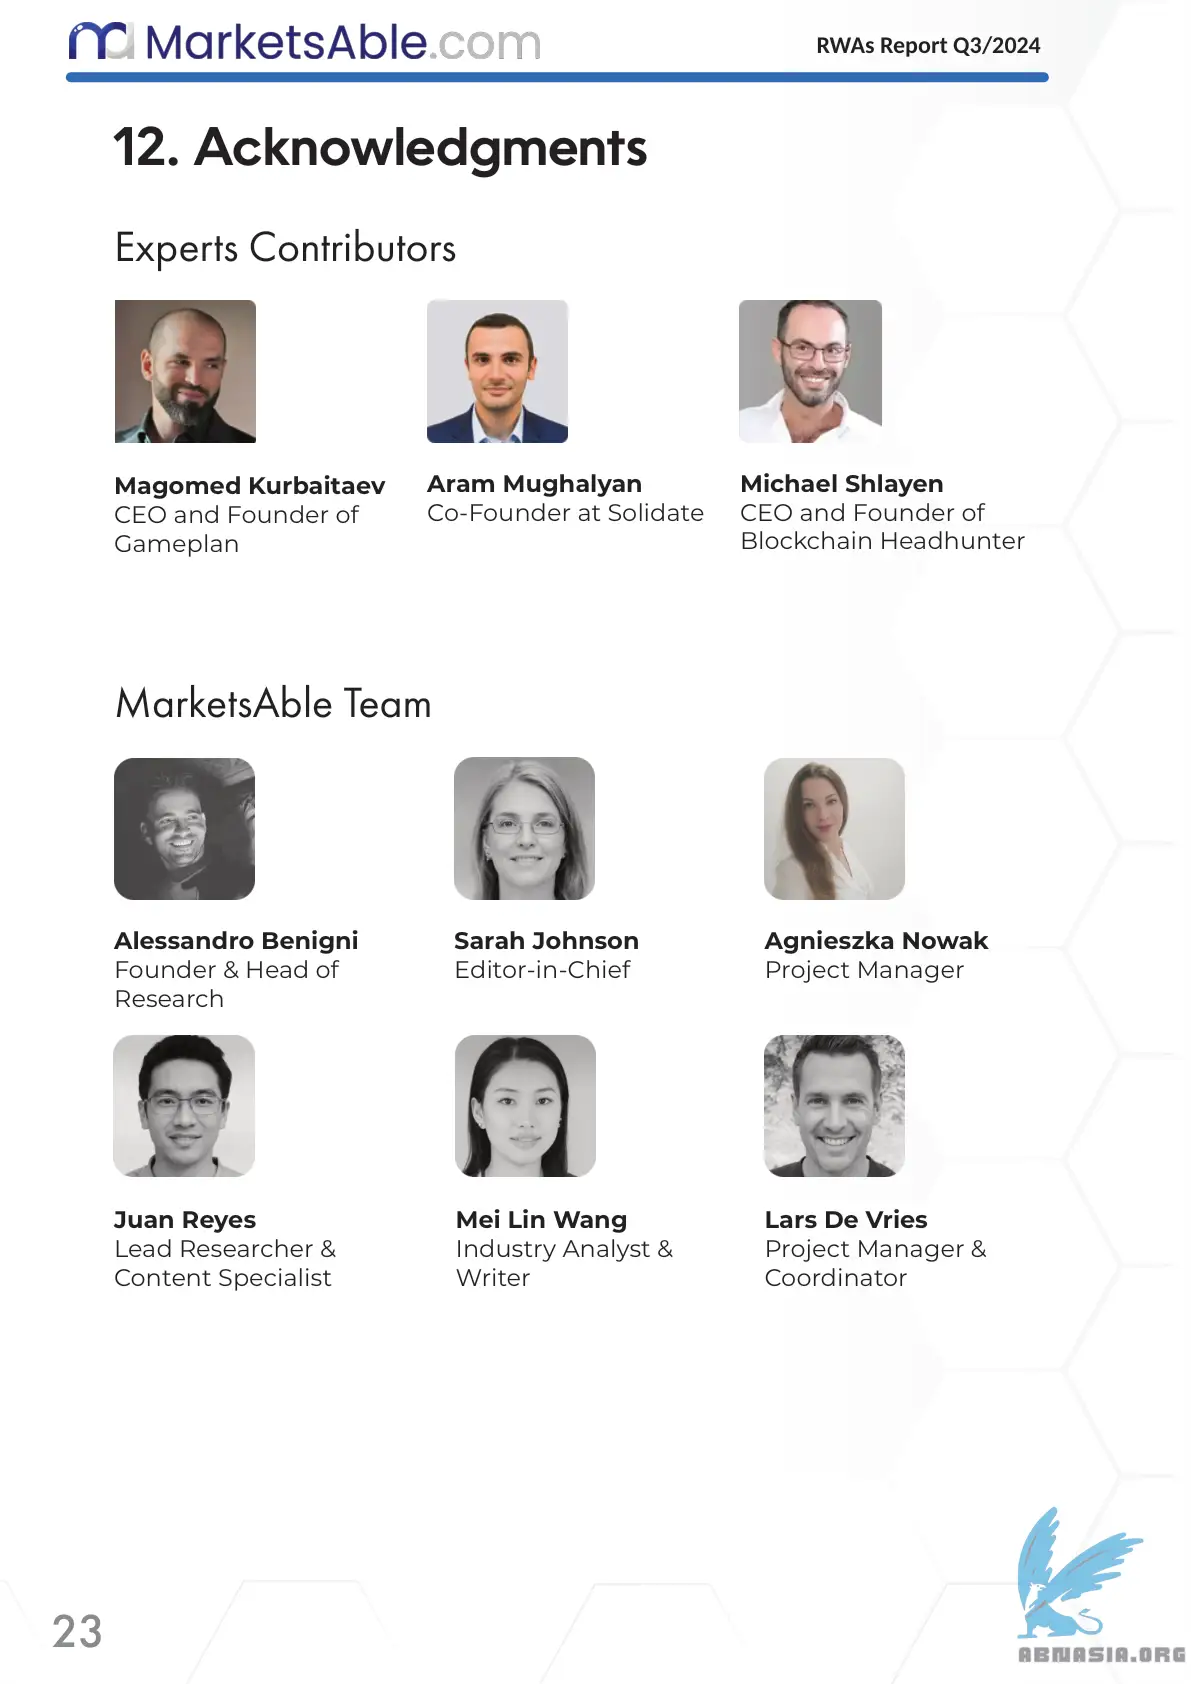 ma MarketsAble.com
RWAs Report Q3/2024
12. Acknowledgments
Experts Contributors
Magomed Kurbaitaev
CEO and Founder of
Gameplan
Aram Mughalyan
Co-Founder at Solidate
Michael Shlayen
CEO and Founder of
Blockchain Headhunter
MarketsAble Team
Alessandro Benigni
Founder & Head of
Research
Sarah Johnson
Editor-in-Chief
Agnieszka Nowak
Project Manager
Juan Reyes
Lead Researcher &
Content Specialist
Mei Lin Wang
Industry Analyst &
Writer
Lars De Vries
Project Manager &
Coordinator
23
ABNASIA.ORG